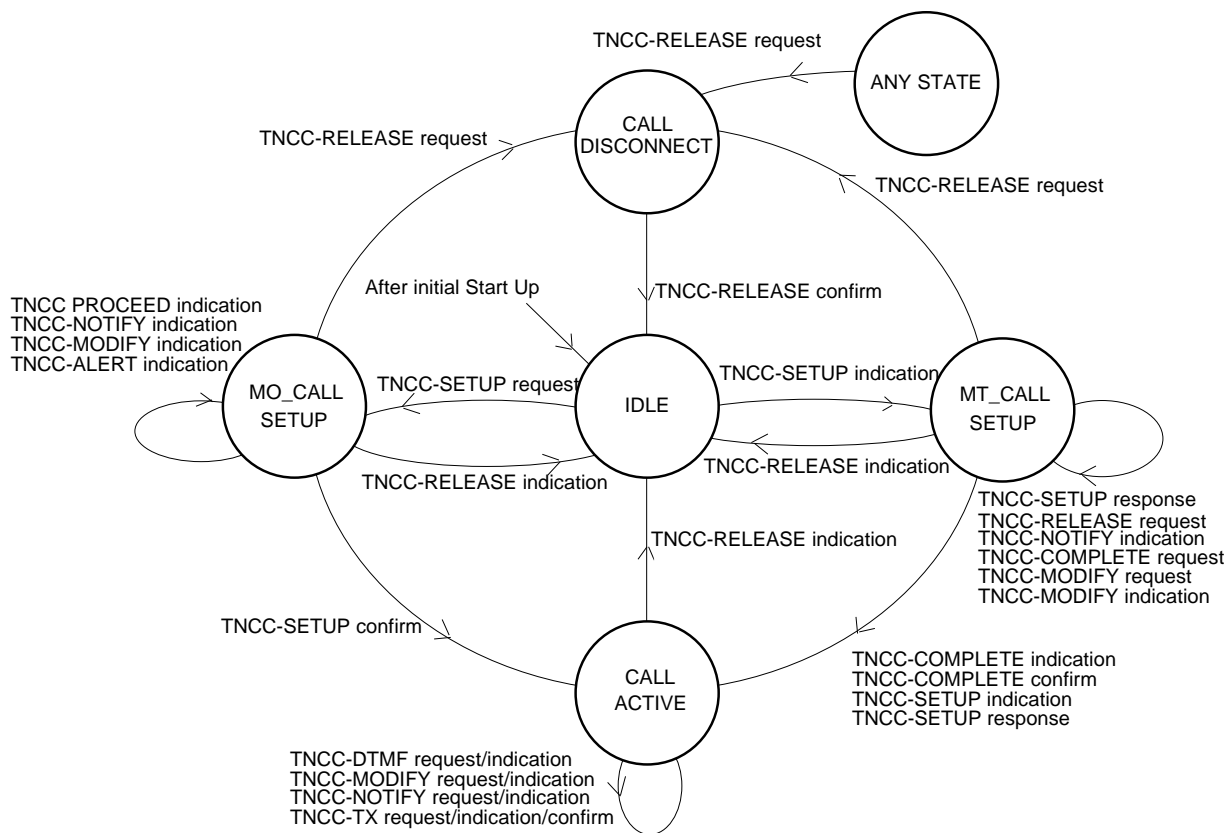 TNCC-RELEASE request
ANY STATE
CALL
DISCONNECT
TNCC-RELEASE request
TNCC-RELEASE request
After initial Start Up
TNCC-RELEASE confirm
TNCC PROCEED indication
TNCC-NOTIFY indication
TNCC-MODIFY indication
TNCC-ALERT indication
MO_CALL
SETUP
TNCC-SETUP request
IDLE
TNCC-SETUP indication
MT_CALL
SETUP
TNCC-RELEASE indication
TNCC-RELEASE indication
TNCC-SETUP response
TNCC-RELEASE request
TNCC-NOTIFY indication
TNCC-COMPLETE request
TNCC-MODIFY request
TNCC-MODIFY indication
TNCC-RELEASE indication
TNCC-SETUP confirm
CALL
ACTIVE
TNCC-COMPLETE indication
TNCC-COMPLETE confirm
TNCC-SETUP indication
TNCC-SETUP response
TNCC-DTMF request/indication
TNCC-MODIFY request/indication
TNCC-NOTIFY request/indication
TNCC-TX request/indication/confirm